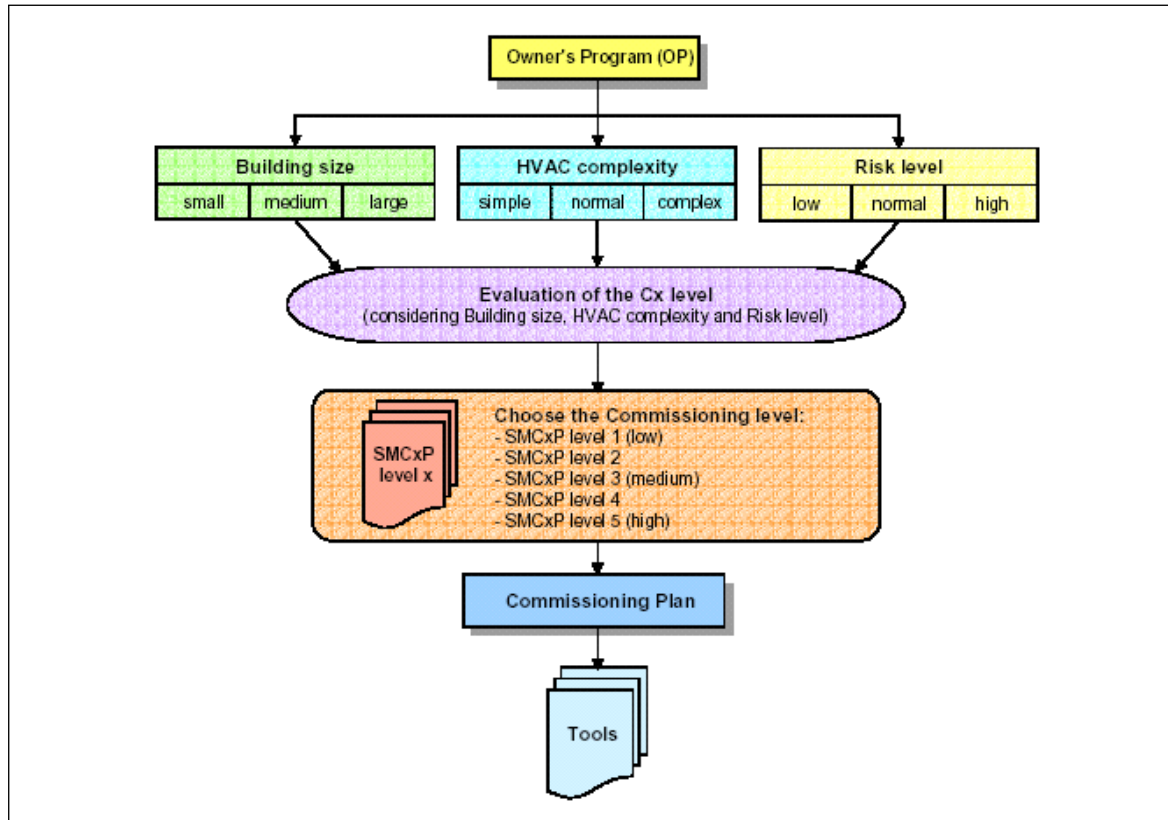 Owner's Program (OP)
Building size
small medium large
HVAC complexity
simple normal complex
Risk level
low normal high
Evaluation of the Cx level
(considering Building size, HVAC complexity and Risk level)
SMCxP
level x
Choose the Commissioning level:
- SMCxP level 1 (low)
- SMCxP level 2
- SMCxP level 3 (medium)
- SMCxP level 4
- SMCxP level 5 (high)
Commissioning Plan
Tools